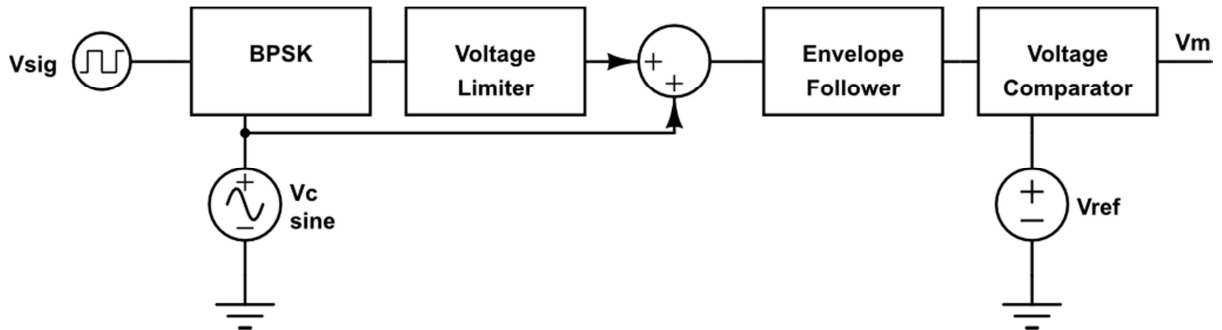 Vsig
BPSK
Voltage
Limiter
+
+
Envelope
Follower
Voltage
Comparator
Vm
+
−
Vc
sine
+
−
Vref